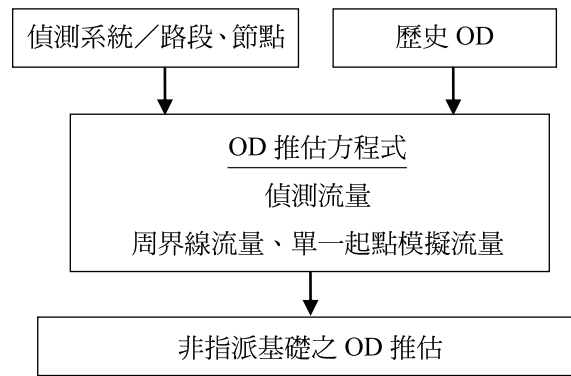 偵測系統／路段、節點
歷史 OD
OD 推估方程式
偵測流量
周界線流量、單一起點模擬流量
非指派基礎之 OD 推估